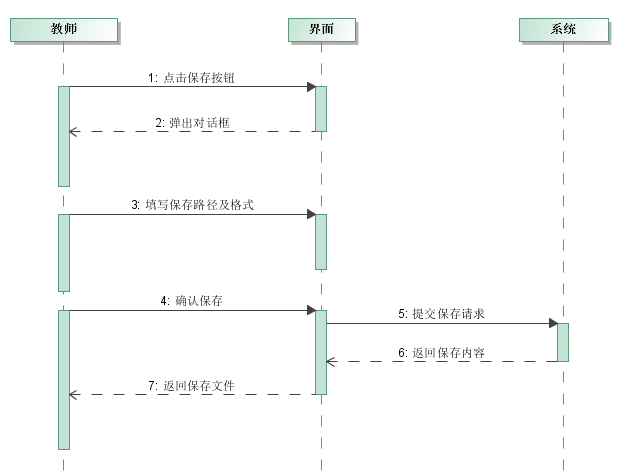 教师
界面
系统
1: 点击保存按钮
2: 弹出对话框
3: 填写保存路径及格式
4: 确认保存
5: 提交保存请求
6: 返回保存内容
7: 返回保存文件